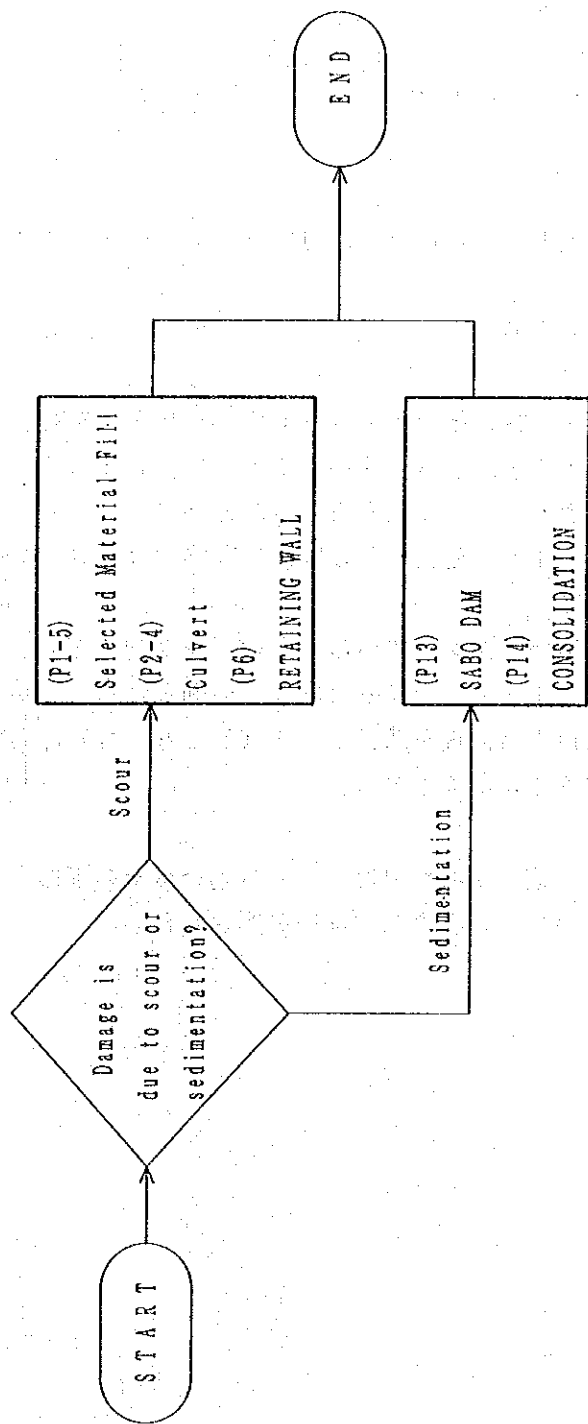 START
Damage is
due to scour or
sedimentation?
Scour
(P1-5)
Selected Material Fill
(P2-4)
Culvert
(P6)
RETAINING WALL
Sedimentation
(P13)
SABO DAM
(P14)
CONSOLIDATION
END